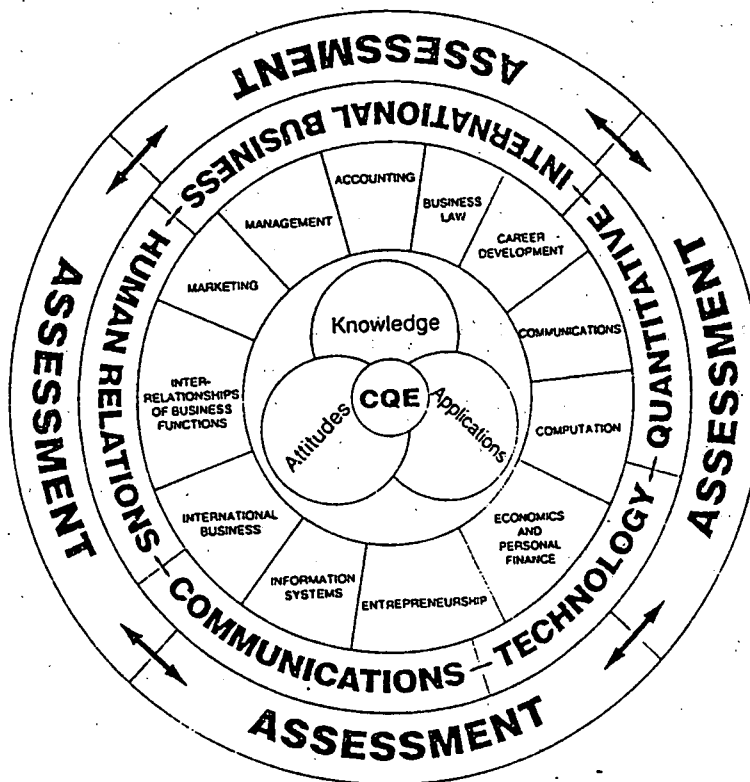 ASSESSMENT
ASSESSMENT
ASSESSMENT
ASSESSMENT
INTERNATIONAL BUSINESS
QUANTITATIVE
TECHNOLOGY
COMMUNICATIONS
HUMAN RELATIONS
ACCOUNTING
BUSINESS
LAW
CAREER
DEVELOPMENT
COMMUNICATIONS
COMPUTATION
ECONOMICS
AND
PERSONAL
FINANCE
ENTREPRENEURSHIP
INFORMATION
SYSTEMS
INTERNATIONAL
BUSINESS
INTER-
RELATIONSHIPS
OF BUSINESS
FUNCTIONS
MARKETING
MANAGEMENT
Knowledge
Applications
Attitudes
CQE